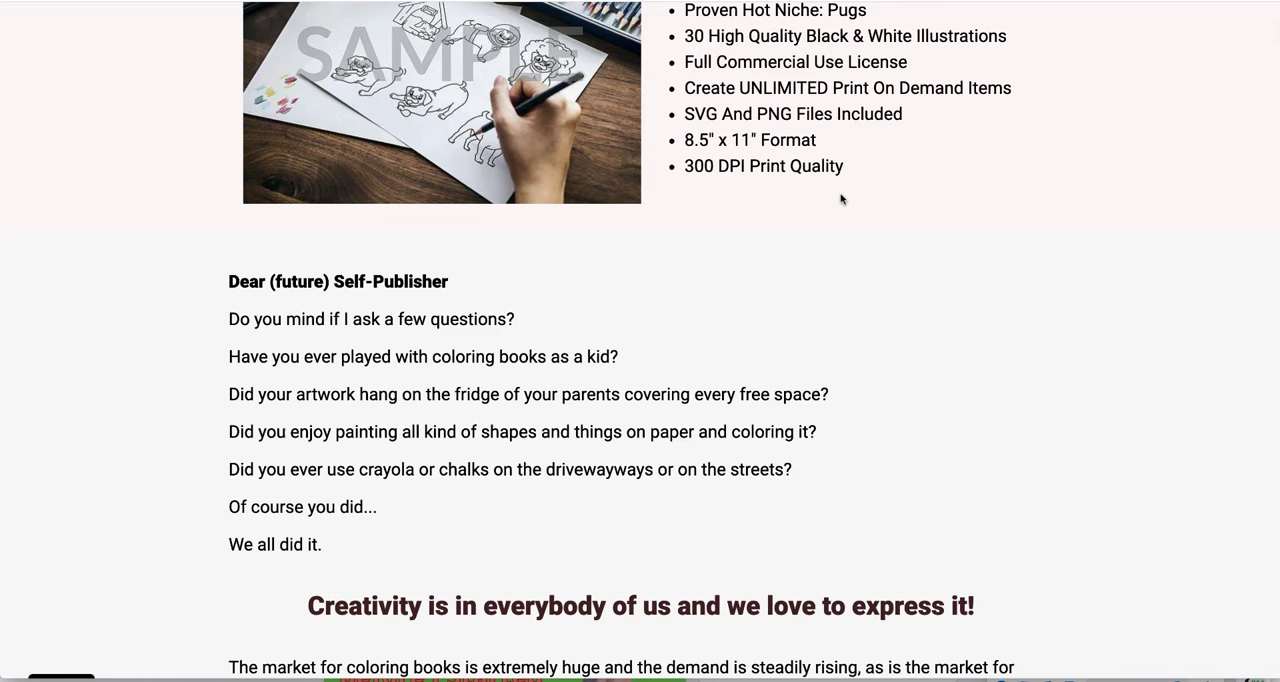 SAMPLE
Proven Hot Niche: Pugs
30 High Quality Black & White Illustrations
Full Commercial Use License
Create UNLIMITED Print On Demand Items
SVG And PNG Files Included
8.5" x 11" Format
300 DPI Print Quality
Dear (future) Self-Publisher
Do you mind if I ask a few questions?
Have you ever played with coloring books as a kid?
Did your artwork hang on the fridge of your parents covering every free space?
Did you enjoy painting all kind of shapes and things on paper and coloring it?
Did you ever use crayola or chalks on the drivewayways or on the streets?
Of course you did...
We all did it.
Creativity is in everybody of us and we love to express it!
The market for coloring books is extremely huge and the demand is steadily rising, as is the market for